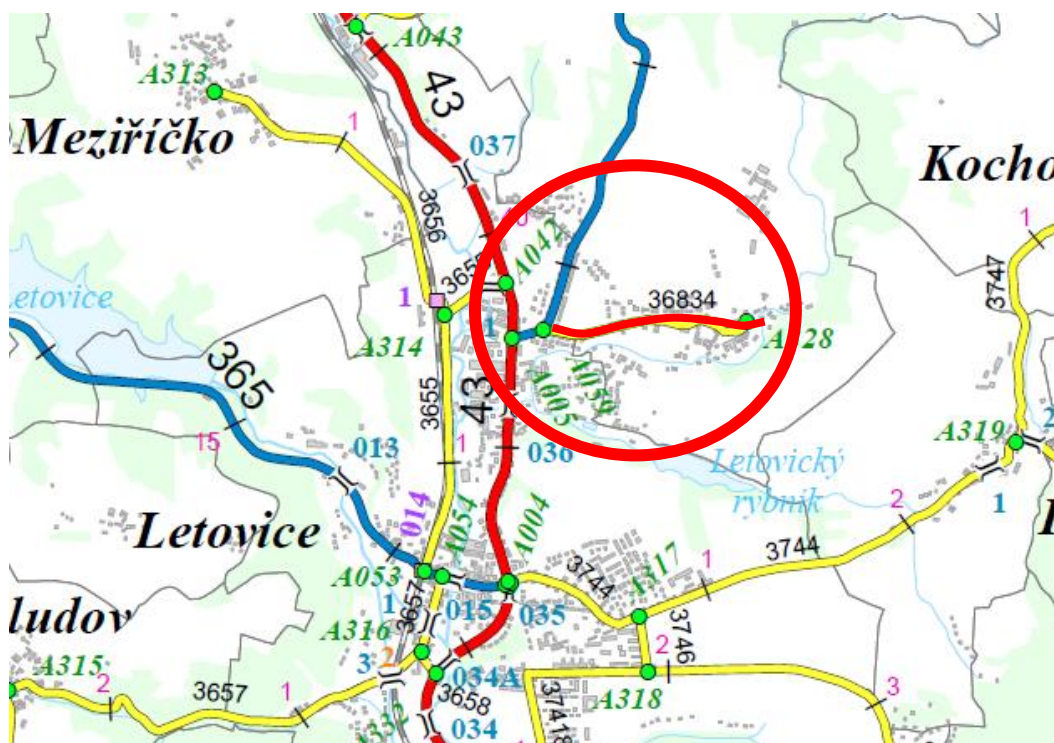 A043
A313
43
1
Meziříčko
037
Kocho
1
3656
A042
36834
3747
Letovice
1
A314
1
365
3655
43
A005
A059
A319
2
15
013
1
036
Letovický
rybník
1
2
Letovice
014
A054
A004
3744
A053
3744
A317
1
1
3657
015
035
ludov
A316
3746
A315
2
3
2
034A
2
3657
1
3658
A318
3
034
37418